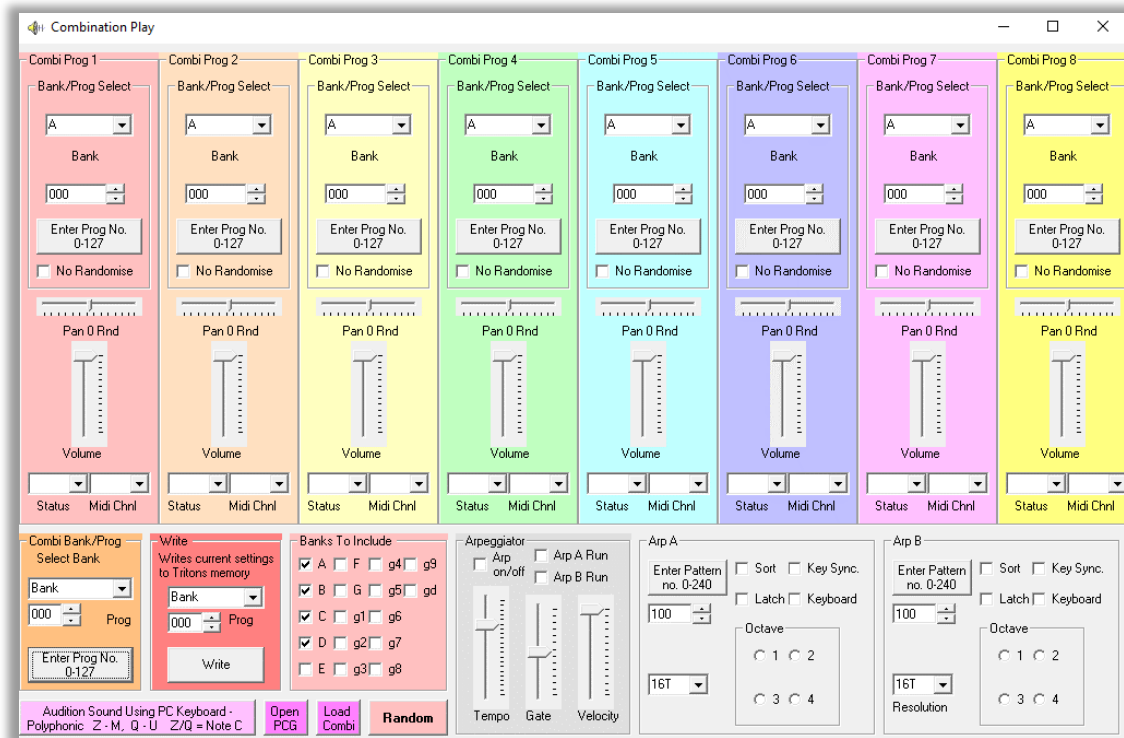 Combination Play
Combi Prog 1 Combi Prog 2 Combi Prog 3 Combi Prog 4 Combi Prog 5 Combi Prog 6 Combi Prog 7 Combi Prog 8
Bank/Prog Select Bank/Prog Select Bank/Prog Select Bank/Prog Select Bank/Prog Select Bank/Prog Select Bank/Prog Select Bank/Prog Select
A A A A A A A A
Bank Bank Bank Bank Bank Bank Bank Bank
000 000 000 000 000 000 000 000
Enter Prog No. Enter Prog No. Enter Prog No. Enter Prog No. Enter Prog No. Enter Prog No. Enter Prog No. Enter Prog No.
0-127 0-127 0-127 0-127 0-127 0-127 0-127 0-127
No Randomise No Randomise No Randomise No Randomise No Randomise No Randomise No Randomise No Randomise
Pan 0 Rnd Pan 0 Rnd Pan 0 Rnd Pan 0 Rnd Pan 0 Rnd Pan 0 Rnd Pan 0 Rnd Pan 0 Rnd
Volume Volume Volume Volume Volume Volume Volume Volume
Status Midi Chnl Status Midi Chnl Status Midi Chnl Status Midi Chnl Status Midi Chnl Status Midi Chnl Status Midi Chnl Status Midi Chnl
Combi Bank/Prog
Select Bank
Bank
000 Prog
Enter Prog No.
0-127
Write
Writes current settings
to Tritons memory
Bank
000 Prog
Write
Banks To Include
A F g4 g9
B G g5 gd
C g1 g6
D g2 g7
E g3 g8
Arpeggiator
Arp
on/off
Arp A Run
Arp B Run
Tempo Gate Velocity
Arp A
Enter Pattern
no. 0-240
Sort Key Sync.
Latch Keyboard
100
Octave
1 2
3 4
16T
Arp B
Enter Pattern
no. 0-240
Sort Key Sync.
Latch Keyboard
100
Octave
1 2
3 4
16T
Resolution
Audition Sound Using PC Keyboard -
Polyphonic Z - M, Q - U Z/Q = Note C
Open
PCG
Load
Combi
Random